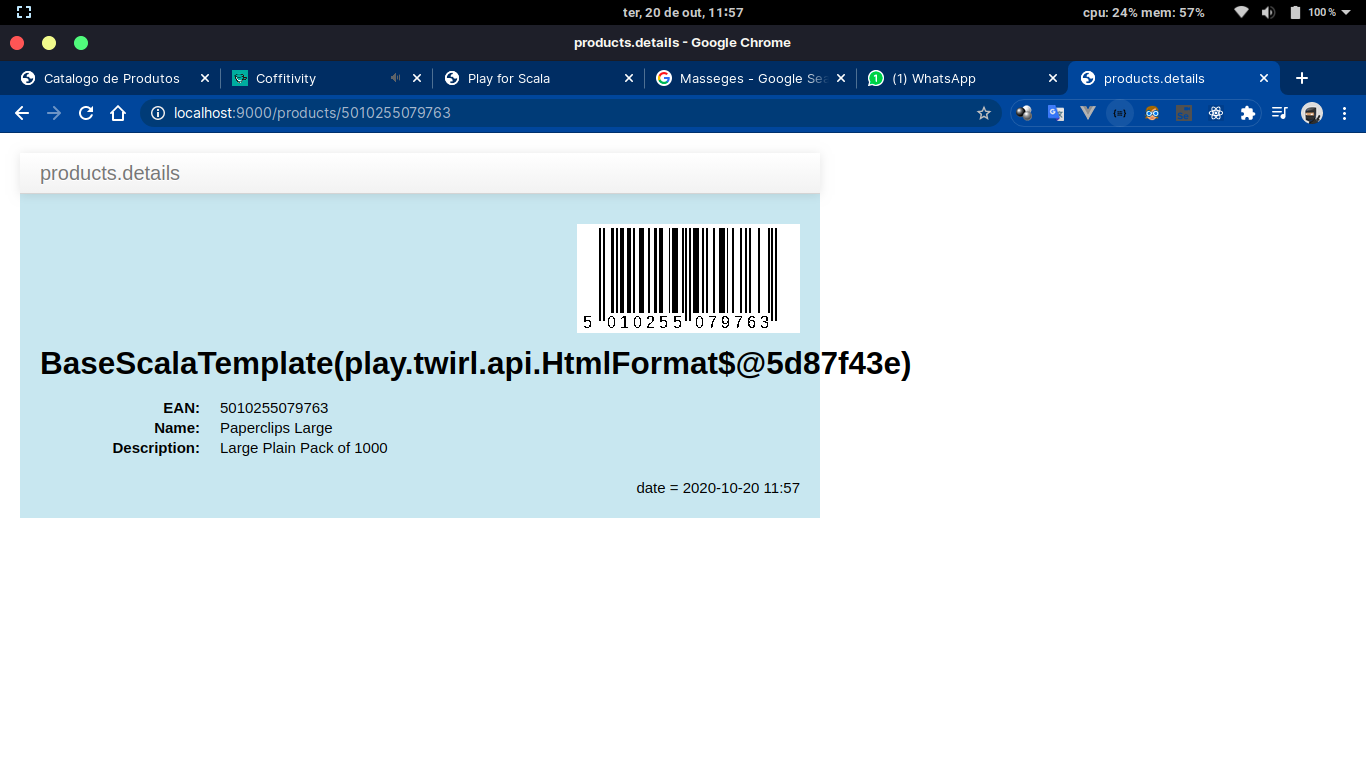 ter, 20 de out, 11:57
cpu: 24% mem: 57%
100 %
products.details - Google Chrome
Catalogo de Produtos
Coffitivity
Play for Scala
Masseges - Google Sea
(1) WhatsApp
products.details
localhost:9000/products/5010255079763
products.details
5 010255 079763
BaseScalaTemplate(play.twirl.api.HtmlFormat$@5d87f43e)
EAN: 5010255079763
Name: Paperclips Large
Description: Large Plain Pack of 1000
date = 2020-10-20 11:57